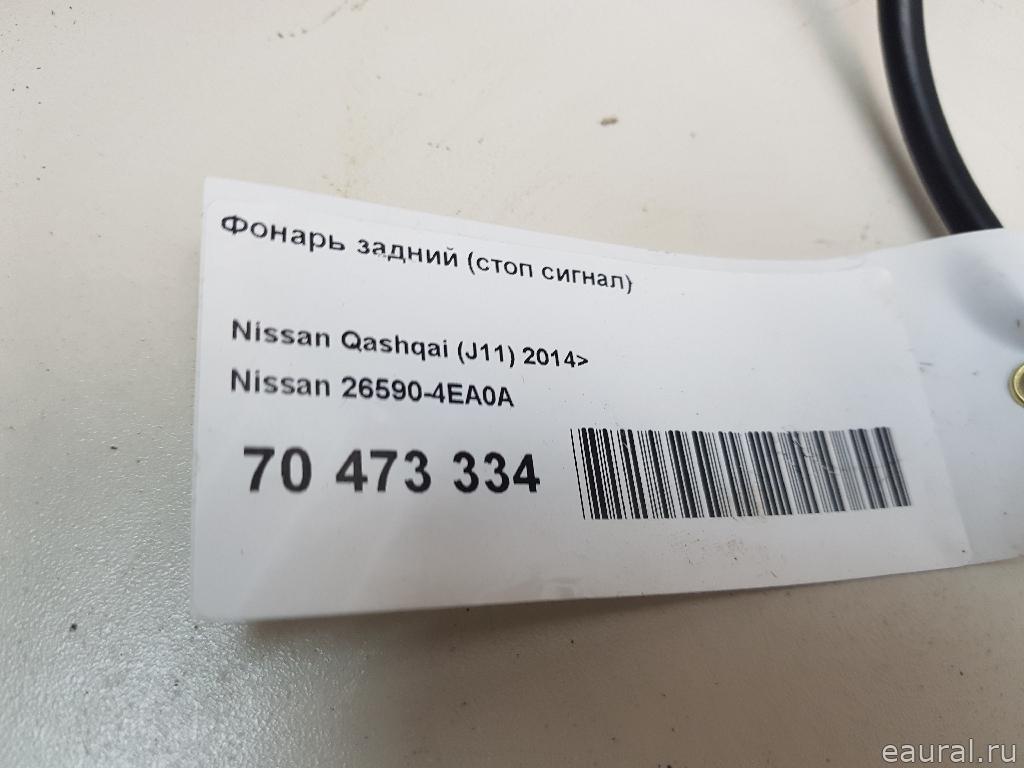 Фонарь задний (стоп сигнал)
Nissan Qashqai (J11) 2014>
Nissan 26590-4EA0A
70 473 334
eaural.ru